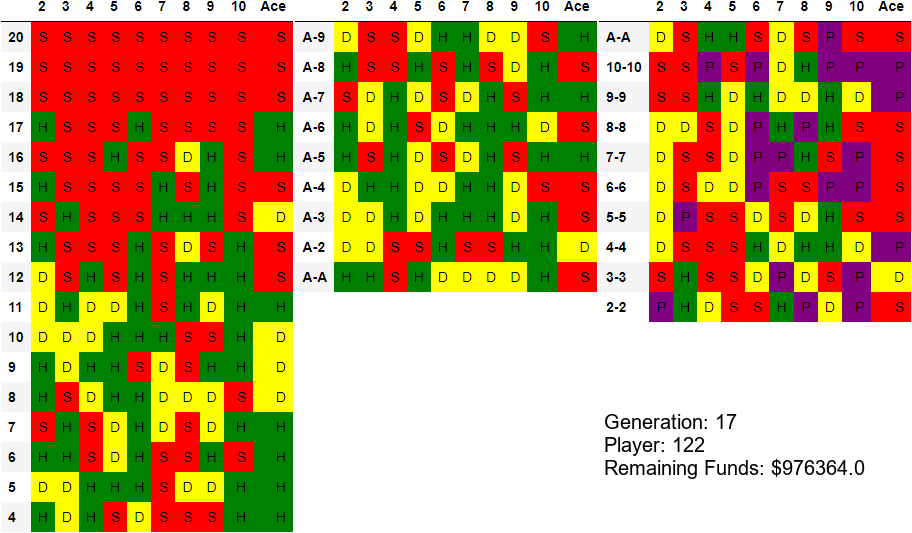 2 3 4 5 6 7 8 9 10 Ace 2 3 4 5 6 7 8 9 10 Ace 2 3 4 5 6 7 8 9 10 Ace
20 S S S S S S S S S S A-9 D S S D H H D D S H A-A D S H H S D S P S S
19 S S S S S S S S S S A-8 H S S H S H S D H S 10-10 S S P S P D H P P P
18 S S S S S S S S S S A-7 S D H D S D H S H H 9-9 S S H D H D D H D P
17 H S S S H S S S S H A-6 H D H S D H H H D S 8-8 D D S D P H P H S S
16 S S S H S S D H S H A-5 H S H D S D H S H H 7-7 D S S D P P H S P S
15 H S S S S H S H S S A-4 D H H D D H H D S S 6-6 D S D D P S S P P S
14 S H S S S H H H S D A-3 D D H D H H H D H S 5-5 D P S S D S D H S S
13 H S S S H S D S H S A-2 D D S S H S S H H D 4-4 D S S S H D H H D P
12 D S H S H S H H H S A-A H H S H D D D D H S 3-3 S H S S D P D S P D
11 D H D D H S H D H H 2-2 P H D S S H P D P S
10 D D D H H H S S H D
9 H D H H S D S H H D
8 H S D H H D D D S D
7 S H S D H D S D H H
6 H H S D H S S H S H
5 D D H H H S D D H H
4 H D H S D S S S H H
Generation: 17
Player: 122
Remaining Funds: $976364.0